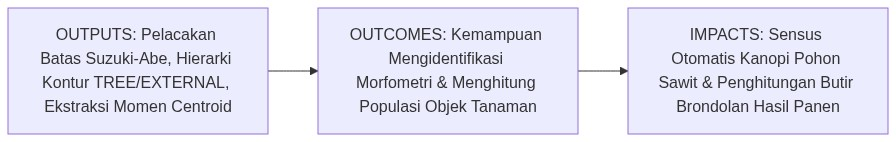 OUTPUTS: Pelacakan
Batas Suzuki-Abe, Hierarki
Kontur TREE/EXTERNAL,
Ekstraksi Momen Centroid
OUTCOMES: Kemampuan
Mengidentifikasi
Morfometri & Menghitung
Populasi Objek Tanaman
IMPACTS: Sensus
Otomatis Kanopi Pohon
Sawit & Penghitungan Butir
Brondolan Hasil Panen